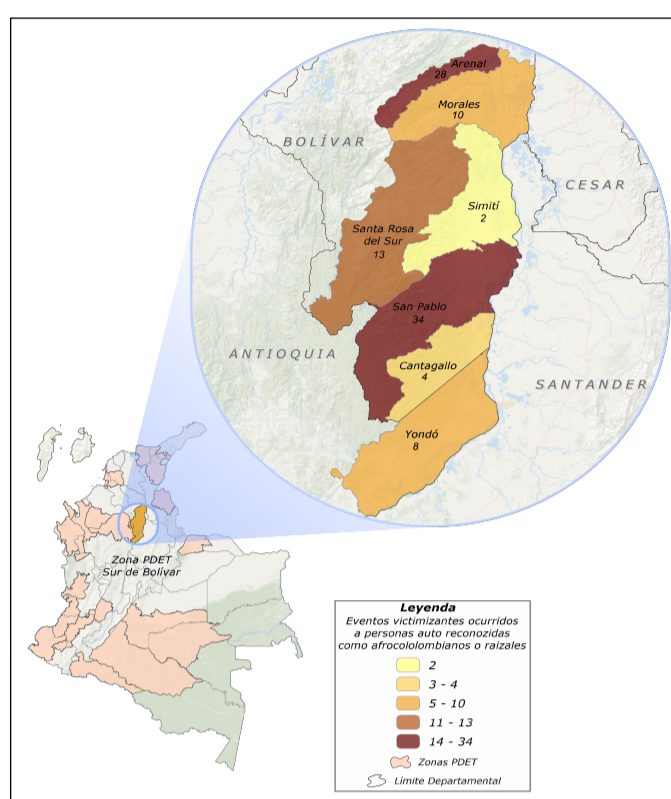 Arenal
28
Morales
10
BOLÍVAR
CESAR
Simití
2
Santa Rosa
del Sur
13
San Pablo
34
ANTIOQUIA
Cantagallo
4
SANTANDER
Yondó
8
Zona PDET
Sur de Bolívar
Leyenda
Eventos victimizantes ocurridos
a personas auto reconozidas
como afrocololombianos o raizales
2
3 - 4
5 - 10
11 - 13
14 - 34
Zonas PDET
Límite Departamental